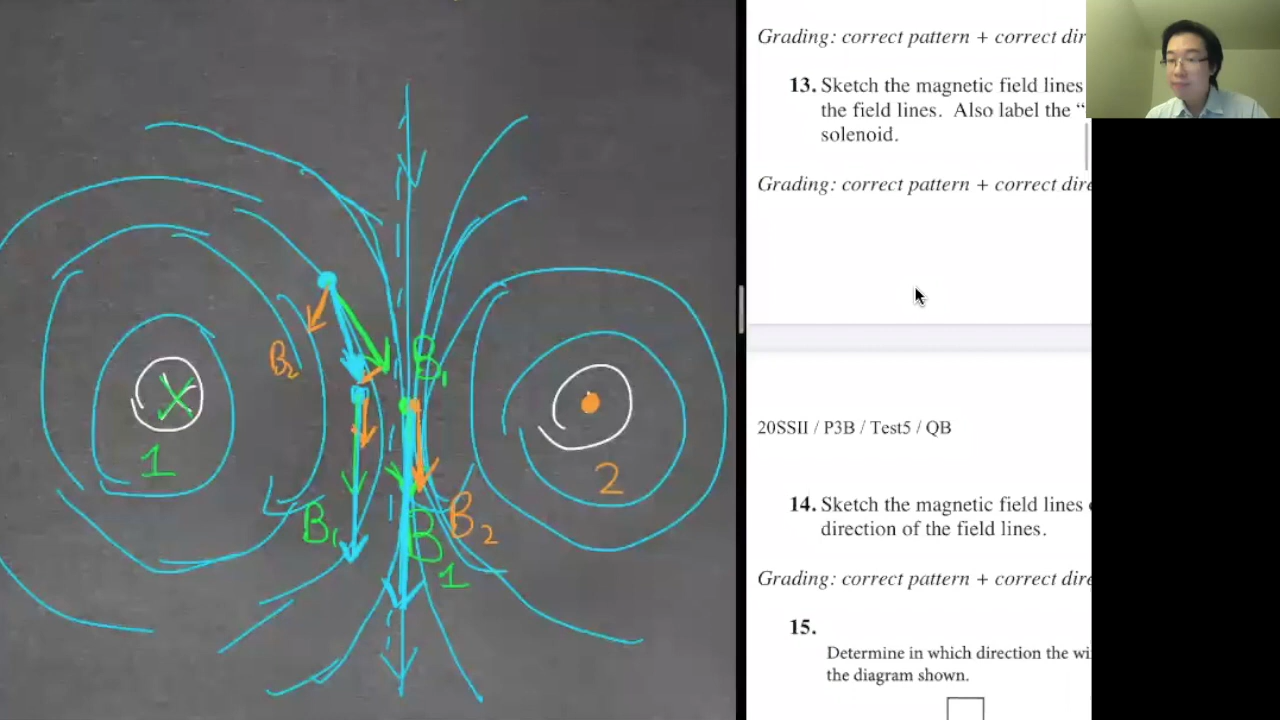 B₁
B₂
X
1
2
B₁
B₂
B₁
Grading: correct pattern + correct dir
13. Sketch the magnetic field lines
the field lines. Also label the “
solenoid.
Grading: correct pattern + correct dire
20SSII / P3B / Test5 / QB
14. Sketch the magnetic field lines
direction of the field lines.
Grading: correct pattern + correct dire
15.
Determine in which direction the wi
the diagram shown.